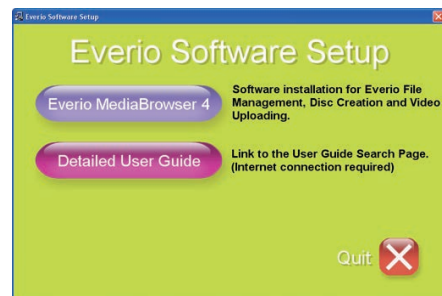 Everio Software Setup
Everio Software Setup
Everio MediaBrowser 4
Software installation for Everio File
Management, Disc Creation and Video
Uploading.
Detailed User Guide
Link to the User Guide Search Page.
(Internet connection required)
Quit